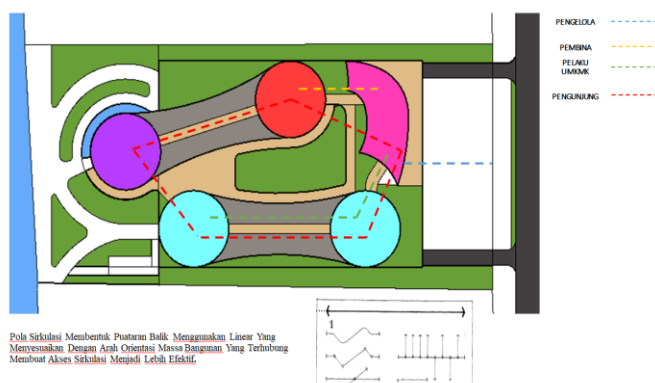 PENGELOLA
PEMBINA
PELAKU
UMKMK
PENGUNJUNG
1
Pola Sirkulasi Membentuk Puataran Balik Menggunakan Linear Yang
Menyesuaikan Dengan Arah Orientasi Massa Bangunan Yang Terhubung
Membuat Akses Sirkulasi Menjadi Lebih Efektif.